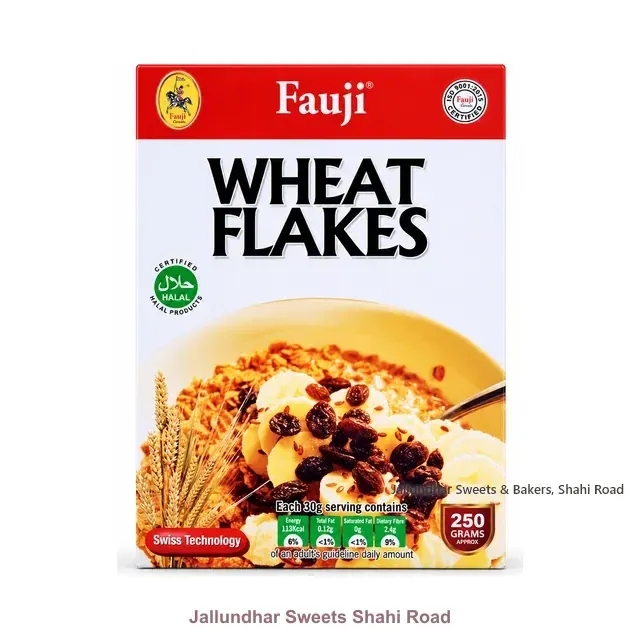 Fauji®
Fauji
Cereals
ISO 9001:2015
Fauji
CERTIFIED
WHEAT
FLAKES
CERTIFIED
حلال
HALAL
HALAL PRODUCTS
Jallundhar Sweets & Bakers, Shahi Road
Each 30g serving contains
Energy Total Fat Saturated Fat Dietary Fibre
113Kcal 0.12g 0g 2.4g
6% <1% <1% 9%
of an adult's guideline daily amount
250
GRAMS
APPROX
Swiss Technology
Jallundhar Sweets Shahi Road